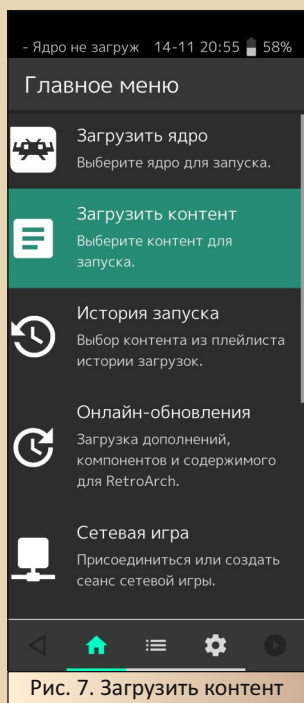 - Ядро не загруж 14-11 20:55 58%
Главное меню
Загрузить ядро
Выберите ядро для запуска.
Загрузить контент
Выберите контент для
запуска.
История запуска
Выбор контента из плейлиста
истории загрузок.
Онлайн-обновления
Загрузка дополнений,
компонентов и содержимого
для RetroArch.
Сетевая игра
Присоединиться или создать
сеанс сетевой игры.
Рис. 7. Загрузить контент